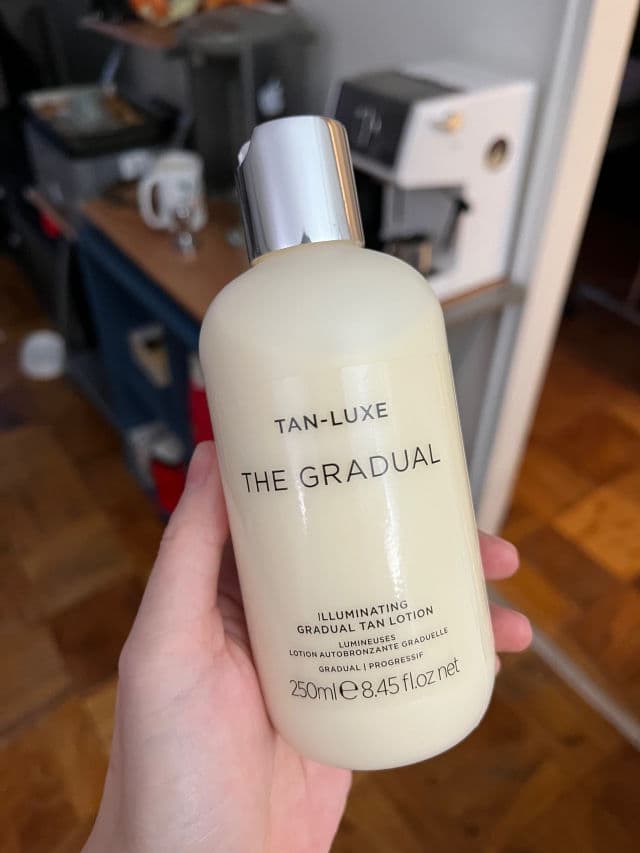 TAN-LUXE
THE GRADUAL
ILLUMINATING
GRADUAL TAN LOTION
LUMINEUSES
LOTION AUTOBRONZANTE GRADUELLE
GRADUAL | PROGRESSIF
250ml℮8.45 fl.oz net